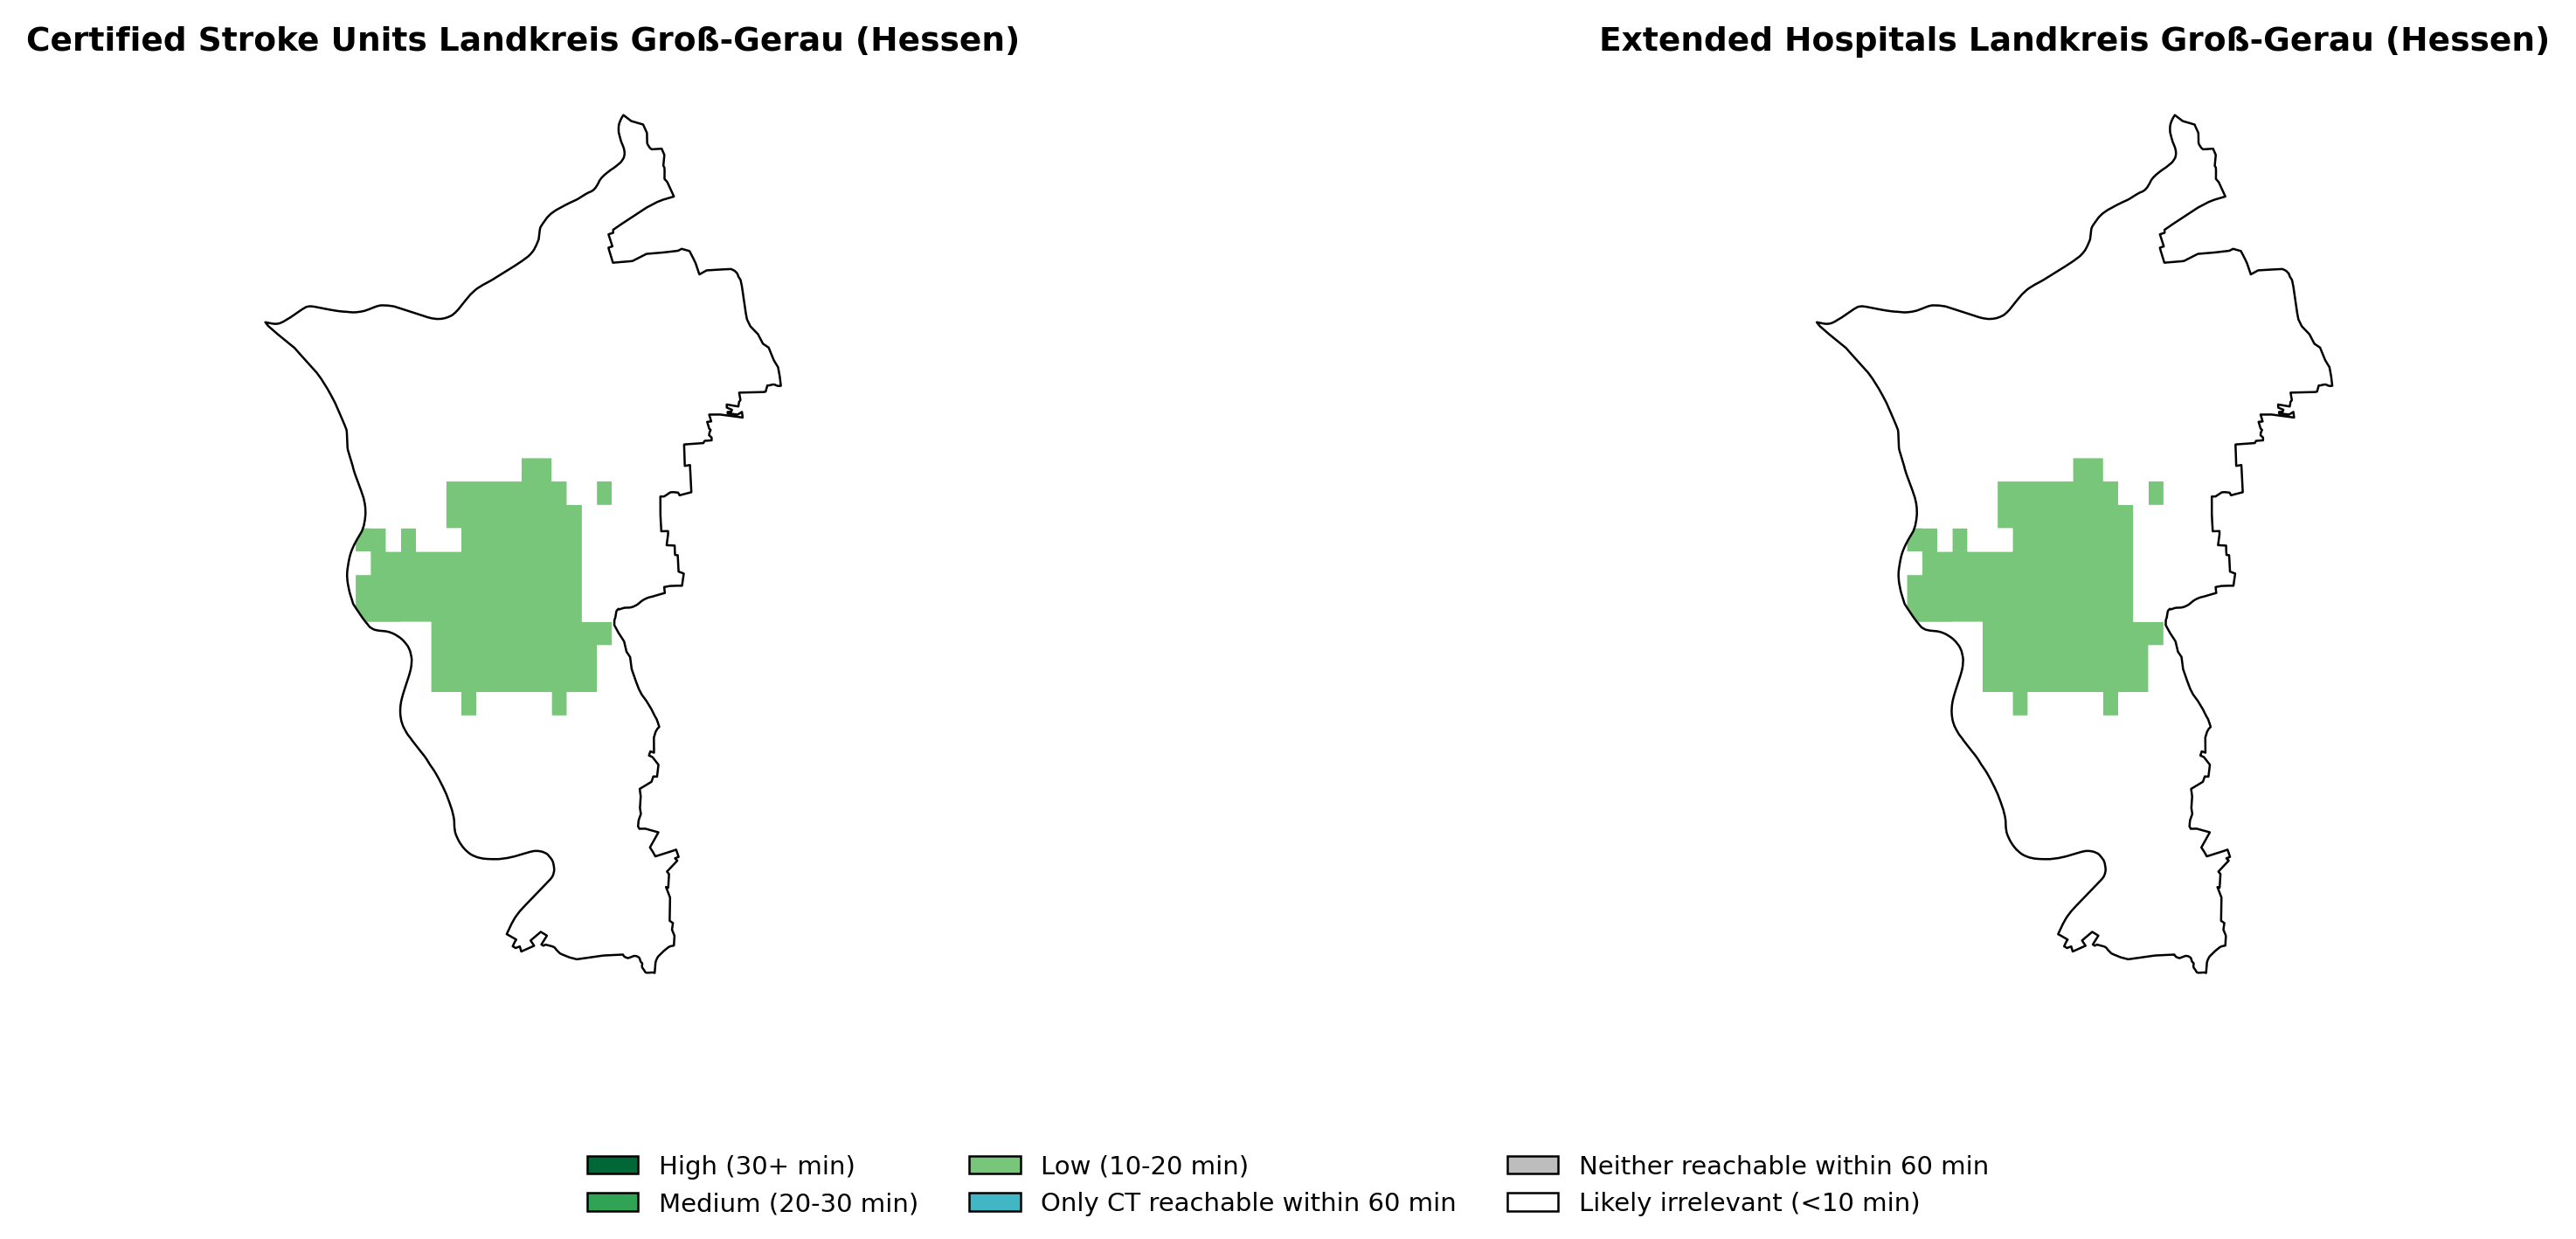 Certified Stroke Units Landkreis Groß-Gerau (Hessen)
Extended Hospitals Landkreis Groß-Gerau (Hessen)
High (30+ min)
Medium (20-30 min)
Low (10-20 min)
Only CT reachable within 60 min
Neither reachable within 60 min
Likely irrelevant (<10 min)